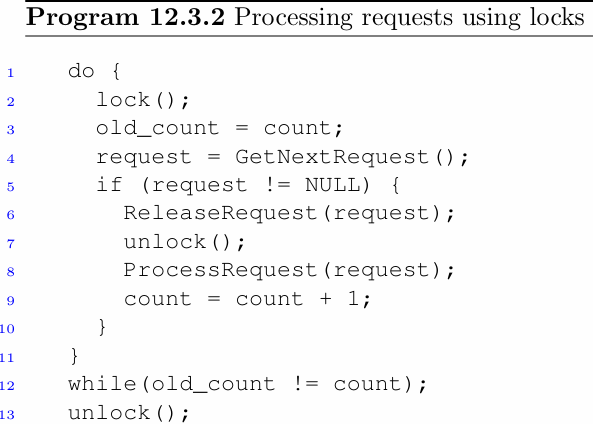 Program 12.3.2 Processing requests using locks
1 do {
2 lock();
3 old_count = count;
4 request = GetNextRequest();
5 if (request != NULL) {
6 ReleaseRequest(request);
7 unlock();
8 ProcessRequest(request);
9 count = count + 1;
10 }
11 }
12 while(old_count != count);
13 unlock();